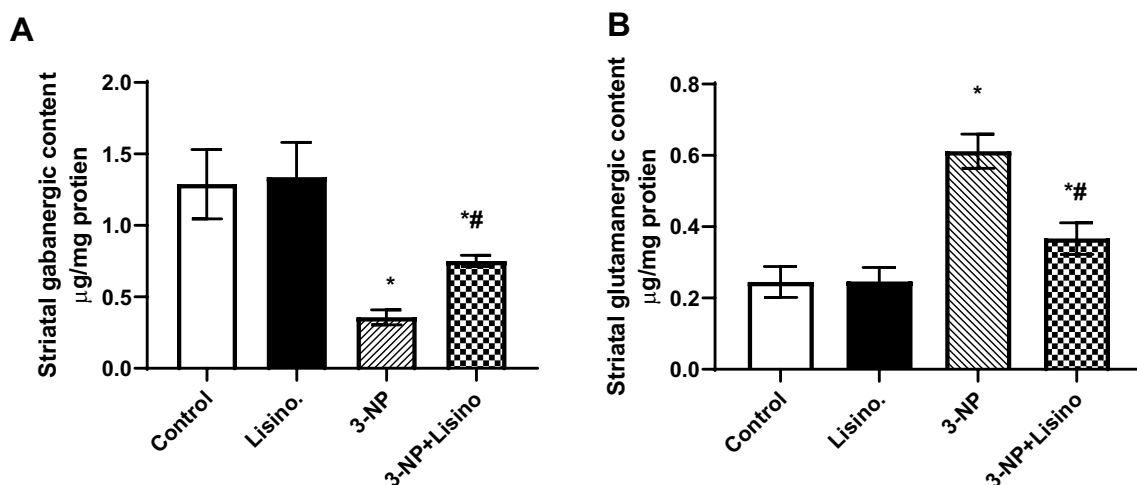 A
Striatal gabanergic content
μg/mg protien
2.0
1.5
1.0
0.5
0.0
*
*#
Control
Lisino.
3-NP
3-NP+Lisino
B
Striatal glutamanergic content
μg/mg protien
0.8
0.6
0.4
0.2
0.0
*
*#
Control
Lisino.
3-NP
3-NP+Lisino